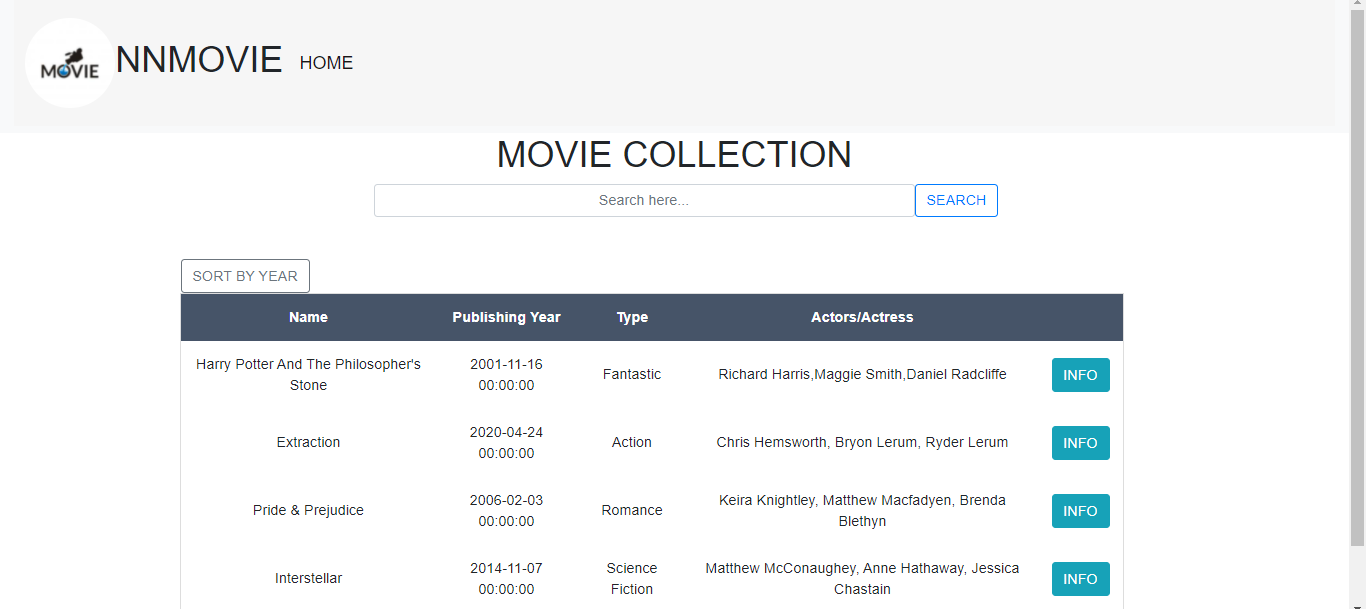 MOVIE
NNMOVIE HOME
MOVIE COLLECTION
Search here... SEARCH
SORT BY YEAR
Name Publishing Year Type Actors/Actress
Harry Potter And The Philosopher's
Stone
2001-11-16
00:00:00
Fantastic
Richard Harris,Maggie Smith,Daniel Radcliffe
INFO
Extraction
2020-04-24
00:00:00
Action
Chris Hemsworth, Bryon Lerum, Ryder Lerum
INFO
Pride & Prejudice
2006-02-03
00:00:00
Romance
Keira Knightley, Matthew Macfadyen, Brenda
Blethyn
INFO
Interstellar
2014-11-07
00:00:00
Science
Fiction
Matthew McConaughey, Anne Hathaway, Jessica
Chastain
INFO